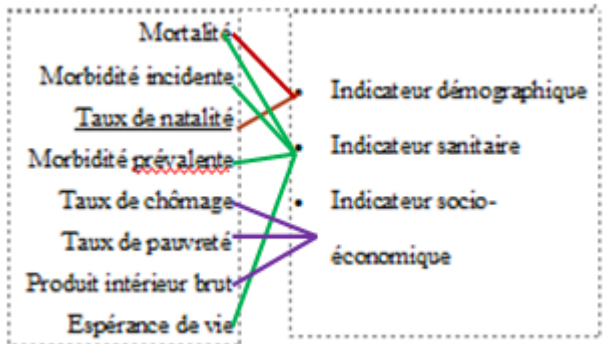 Mortalité
Morbidité incidente
Taux de natalité
Morbidité prévalente
Taux de chômage
Taux de pauvreté
Produit intérieur brut
Espérance de vie
• Indicateur démographique
• Indicateur sanitaire
• Indicateur socio-
économique